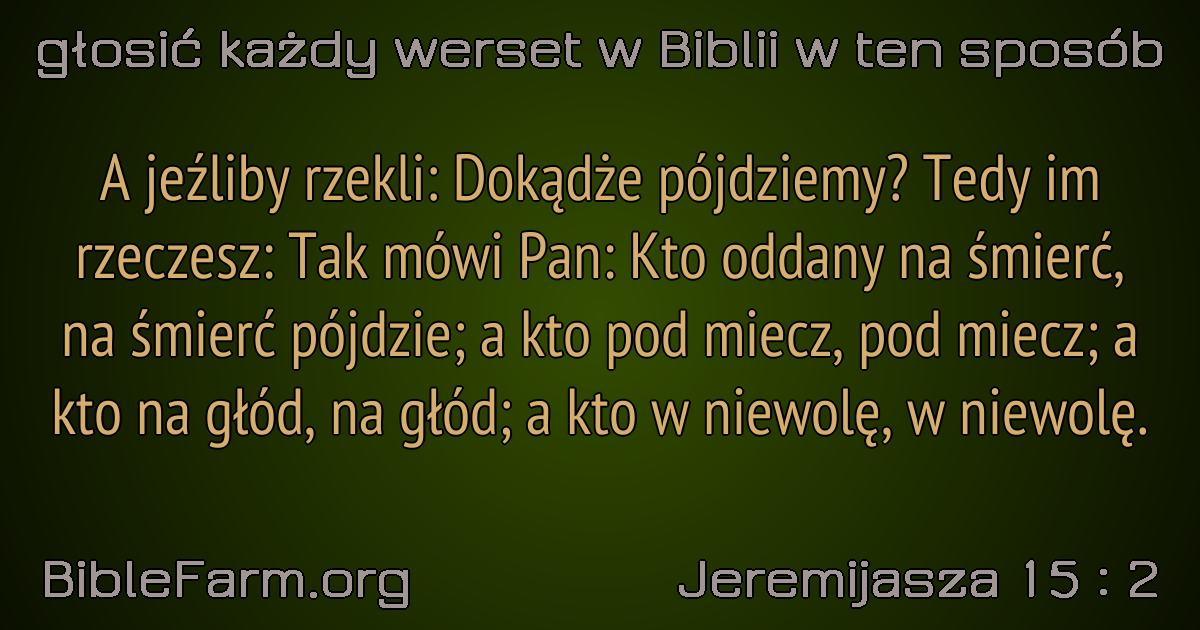 głosić każdy werset w Biblii w ten sposób
A jeźliby rzekli: Dokądże pójdziemy? Tedy im
rzeczesz: Tak mówi Pan: Kto oddany na śmierć,
na śmierć pójdzie; a kto pod miecz, pod miecz; a
kto na głód, na głód; a kto w niewolę, w niewolę.
BibleFarm.org
Jeremijasza 15 : 2